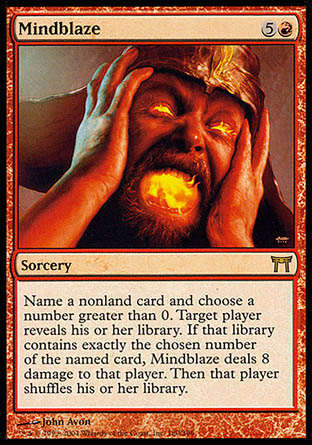 Mindblaze 5
Sorcery
Name a nonland card and choose a
number greater than 0. Target player
reveals his or her library. If that library
contains exactly the chosen number
of the named card, Mindblaze deals 8
damage to that player. Then that player
shuffles his or her library.
John Avon